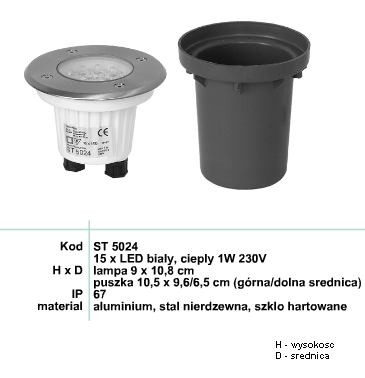 ST 5024
Kod ST 5024
15 x LED bialy, cieply 1W 230V
H x D lampa 9 x 10,8 cm
puszka 10,5 x 9,6/6,5 cm (górna/dolna srednica)
IP 67
material aluminium, stal nierdzewna, szklo hartowane
H - wysokosc
D - srednica